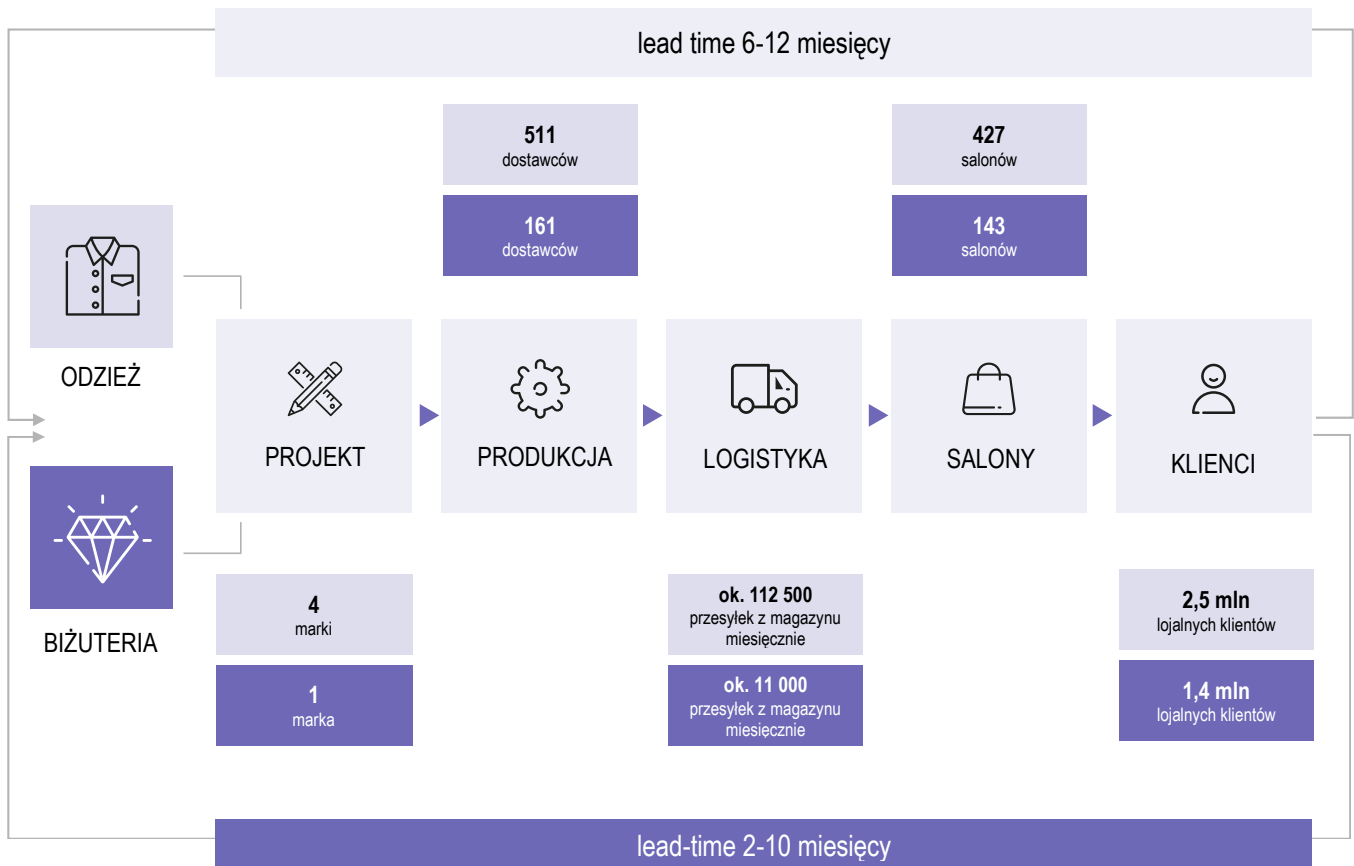 lead time 6-12 miesięcy
511
dostawców
427
salonów
161
dostawców
143
salonów
ODZIEŻ
PROJEKT
PRODUKCJA
LOGISTYKA
SALONY
KLIENCI
BIŻUTERIA
4
marki
ok. 112 500
przesyłek z magazynu
miesięcznie
2,5 mln
lojalnych klientów
1
marka
ok. 11 000
przesyłek z magazynu
miesięcznie
1,4 mln
lojalnych klientów
lead-time 2-10 miesięcy